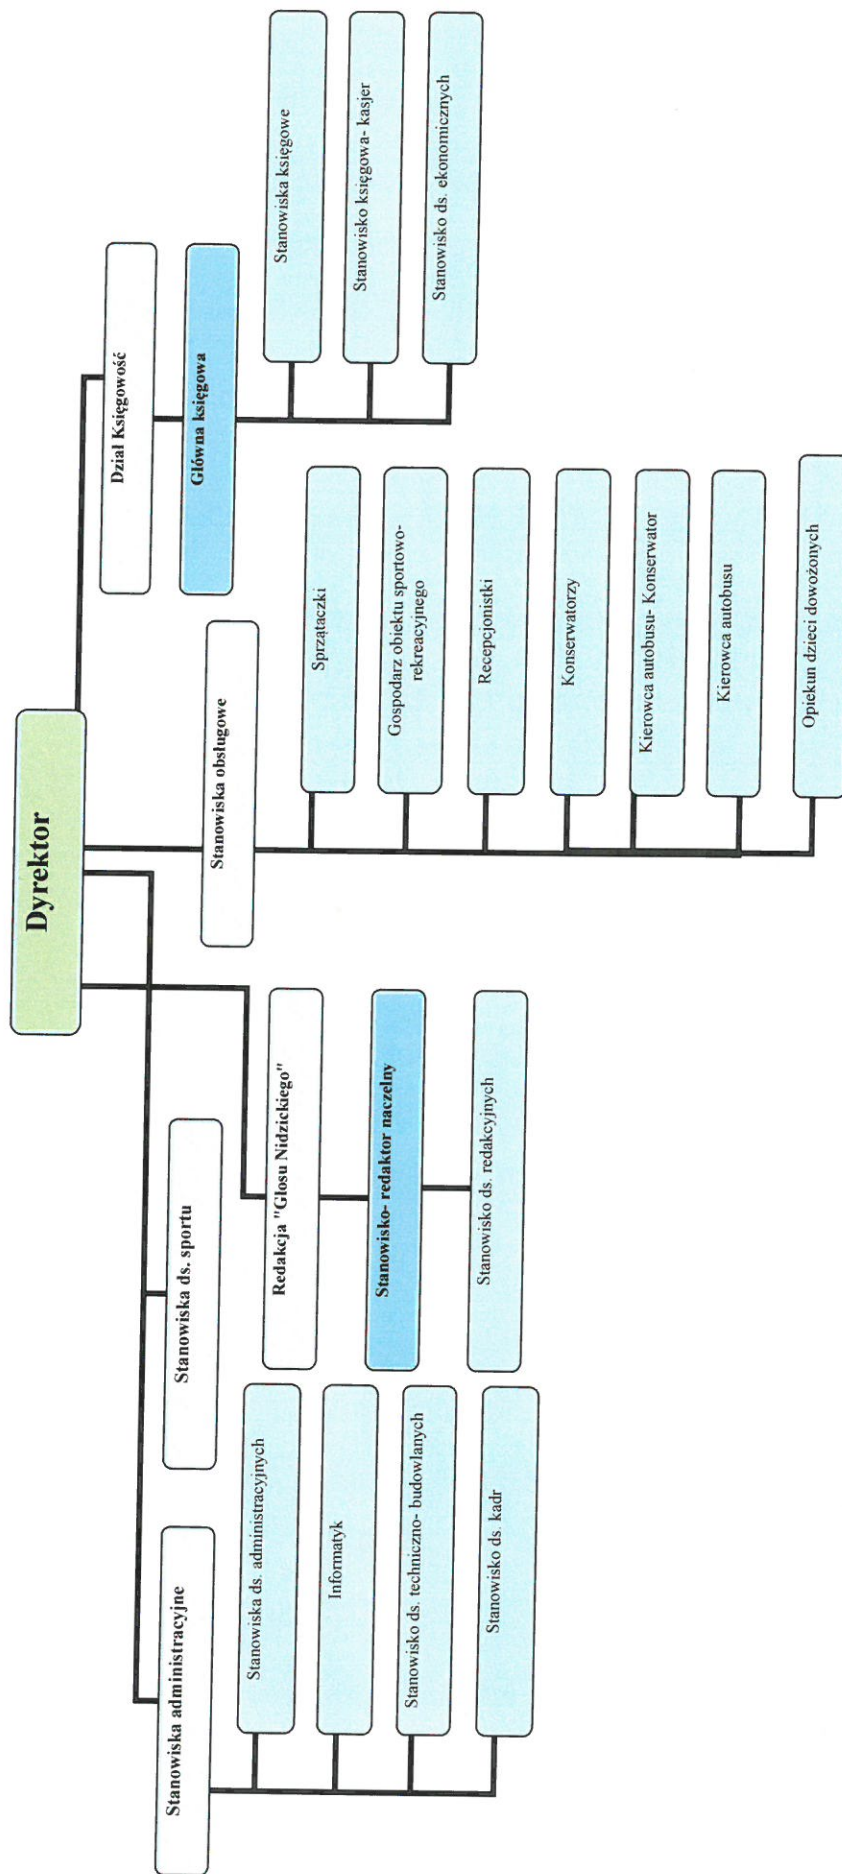 Dyrektor
Stanowiska administracyjne
Stanowiska ds. administracyjnych
Informatyk
Stanowisko ds. techniczno- budowlanych
Stanowisko ds. kadr
Stanowiska ds. sportu
Redakcja "Głosu Nidzickiego"
Stanowisko- redaktor naczelny
Stanowisko ds. redakcyjnych
Stanowiska obsługowe
Sprzątaczki
Gospodarz obiektu sportowo-
rekreacyjnego
Recepcjonistki
Konserwatorzy
Kierowca autobusu- Konserwator
Kierowca autobusu
Opiekun dzieci dowożonych
Dział Księgowość
Główna księgowa
Stanowiska księgowe
Stanowisko księgowa- kasjer
Stanowisko ds. ekonomicznych